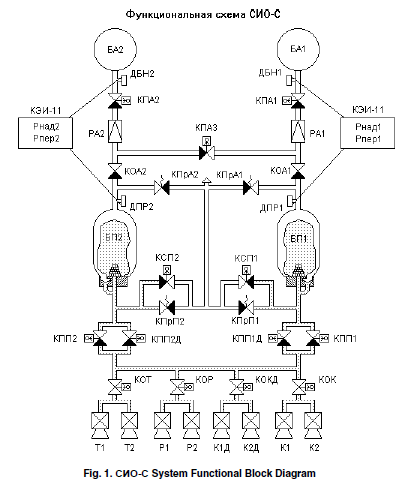 Функциональная схема СИО-С
БА2 БА1
ДБН2 ДБН1
КЭИ-11 КЭИ-11
КПА2 КПА1
КПА3
Рнад2 Рнад1
Рпер2 Рпер1
РА2 РА1
КОА2 КПрА2 КПрА1 КОА1
ДПР2 ДПР1
БП2 БП1
КСП2 КСП1
КПрП2 КПрП1
КПП2 КПП2Д КПП1Д КПП1
КОТ КОР КОКД КОК
Т1 Т2 Р1 Р2 К1Д К2Д К1 К2
Fig. 1. СИО-С System Functional Block Diagram